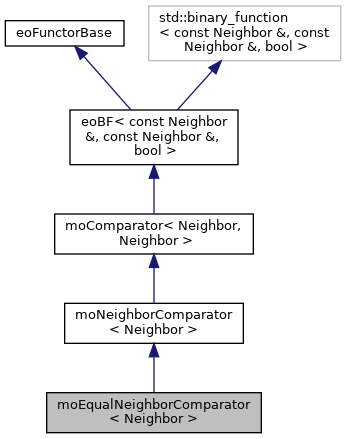 std::binary_function
< const Neighbor &, const
Neighbor &, bool >
eoFunctorBase
eoBF< const Neighbor
&, const Neighbor &,
bool >
moComparator< Neighbor,
Neighbor >
moNeighborComparator
< Neighbor >
moEqualNeighborComparator
< Neighbor >